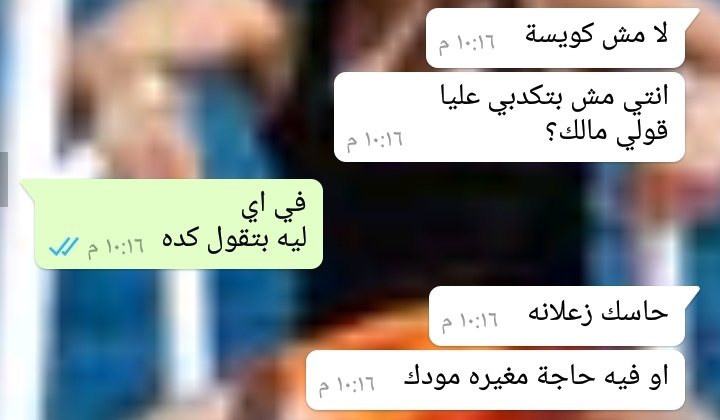 لا مش كويسة
١٠:١٦ م
انتي مش بتكدبي عليا
قولي مالك؟
١٠:١٦ م
في اي
ليه بتقول كده
١٠:١٦ م
حاسك زعلانه
١٠:١٦ م
او فيه حاجة مغيره مودك
١٠:١٦ م